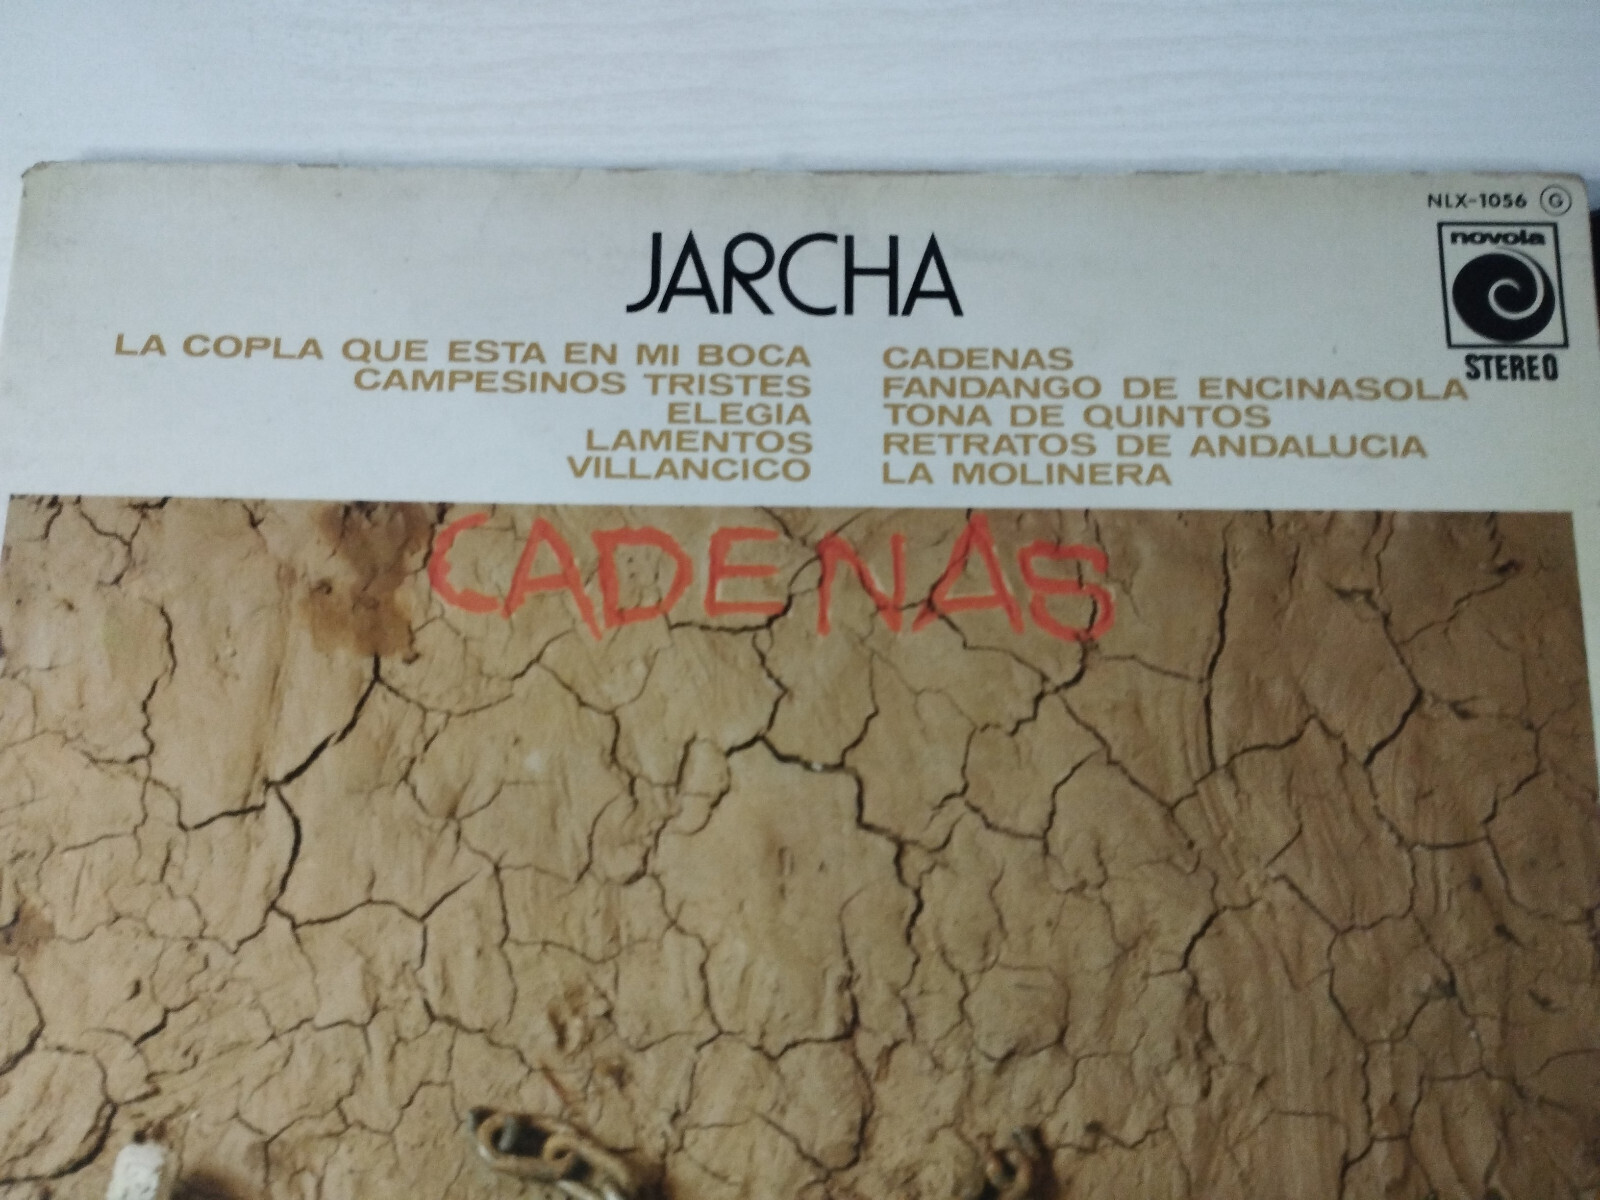 NLX-1056 G
novola
STEREO
JARCHA
LA COPLA QUE ESTA EN MI BOCA
CAMPESINOS TRISTES
ELEGIA
LAMENTOS
VILLANCICO
CADENAS
FANDANGO DE ENCINASOLA
TONA DE QUINTOS
RETRATOS DE ANDALUCIA
LA MOLINERA
CADENAS